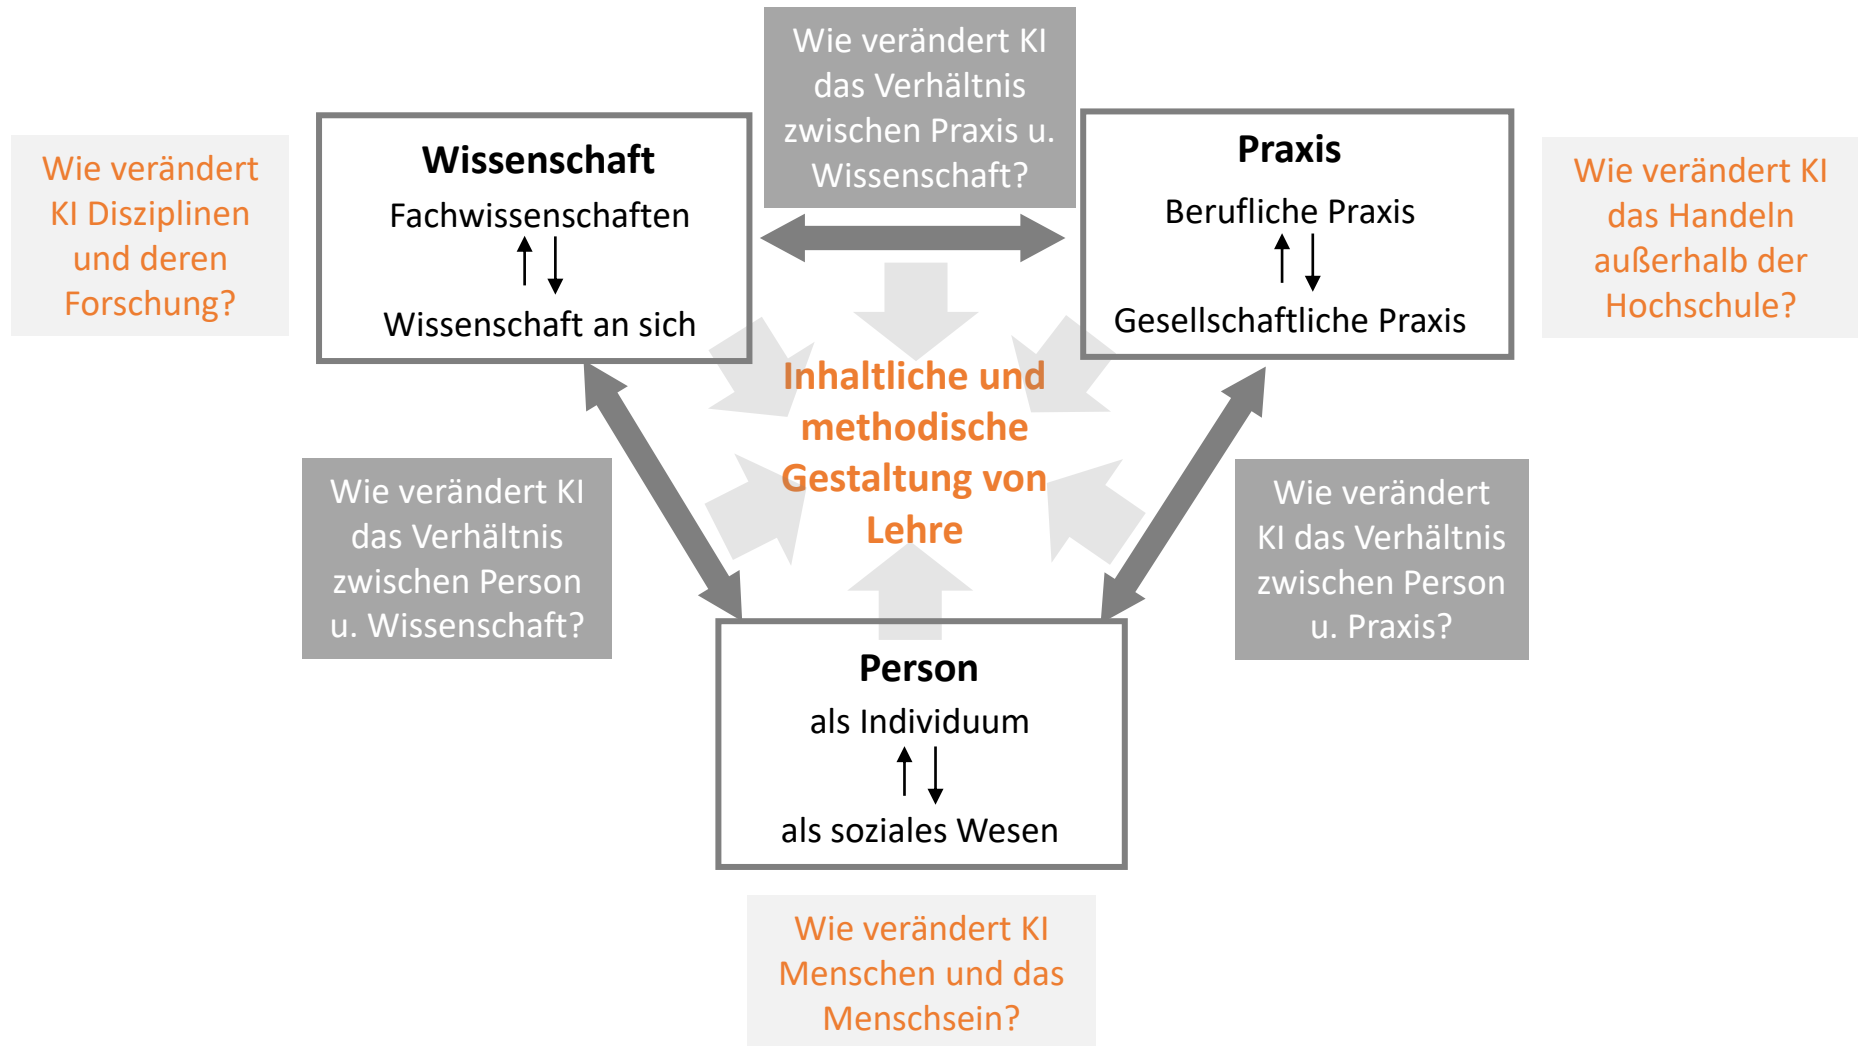 Wie verändert KI
das Verhältnis
zwischen Praxis u.
Wissenschaft?
Wie verändert
KI Disziplinen
und deren
Forschung?
Wissenschaft
Fachwissenschaften
Wissenschaft an sich
Praxis
Berufliche Praxis
Gesellschaftliche Praxis
Wie verändert KI
das Handeln
außerhalb der
Hochschule?
Inhaltliche und
methodische
Gestaltung von
Lehre
Wie verändert KI
das Verhältnis
zwischen Person
u. Wissenschaft?
Wie verändert
KI das Verhältnis
zwischen Person
u. Praxis?
Person
als Individuum
als soziales Wesen
Wie verändert KI
Menschen und das
Menschsein?